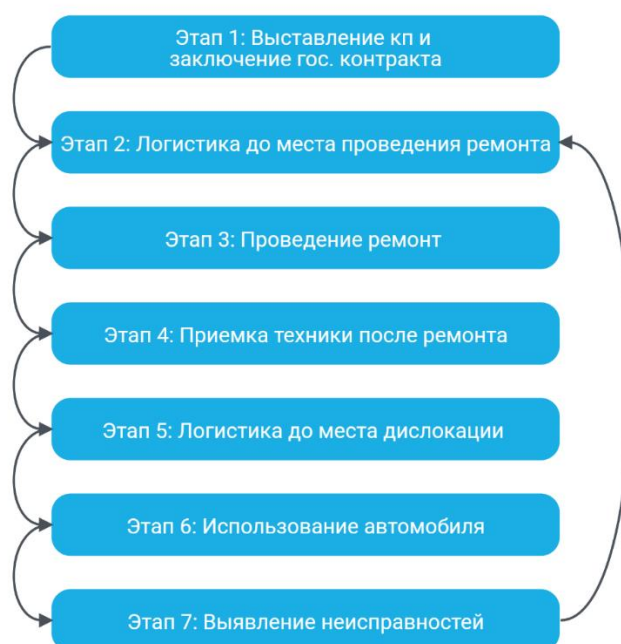 Этап 1: Выставление кп и
заключение гос. контракта
Этап 2: Логистика до места проведения ремонта
Этап 3: Проведение ремонт
Этап 4: Приемка техники после ремонта
Этап 5: Логистика до места дислокации
Этап 6: Использование автомобиля
Этап 7: Выявление неисправностей